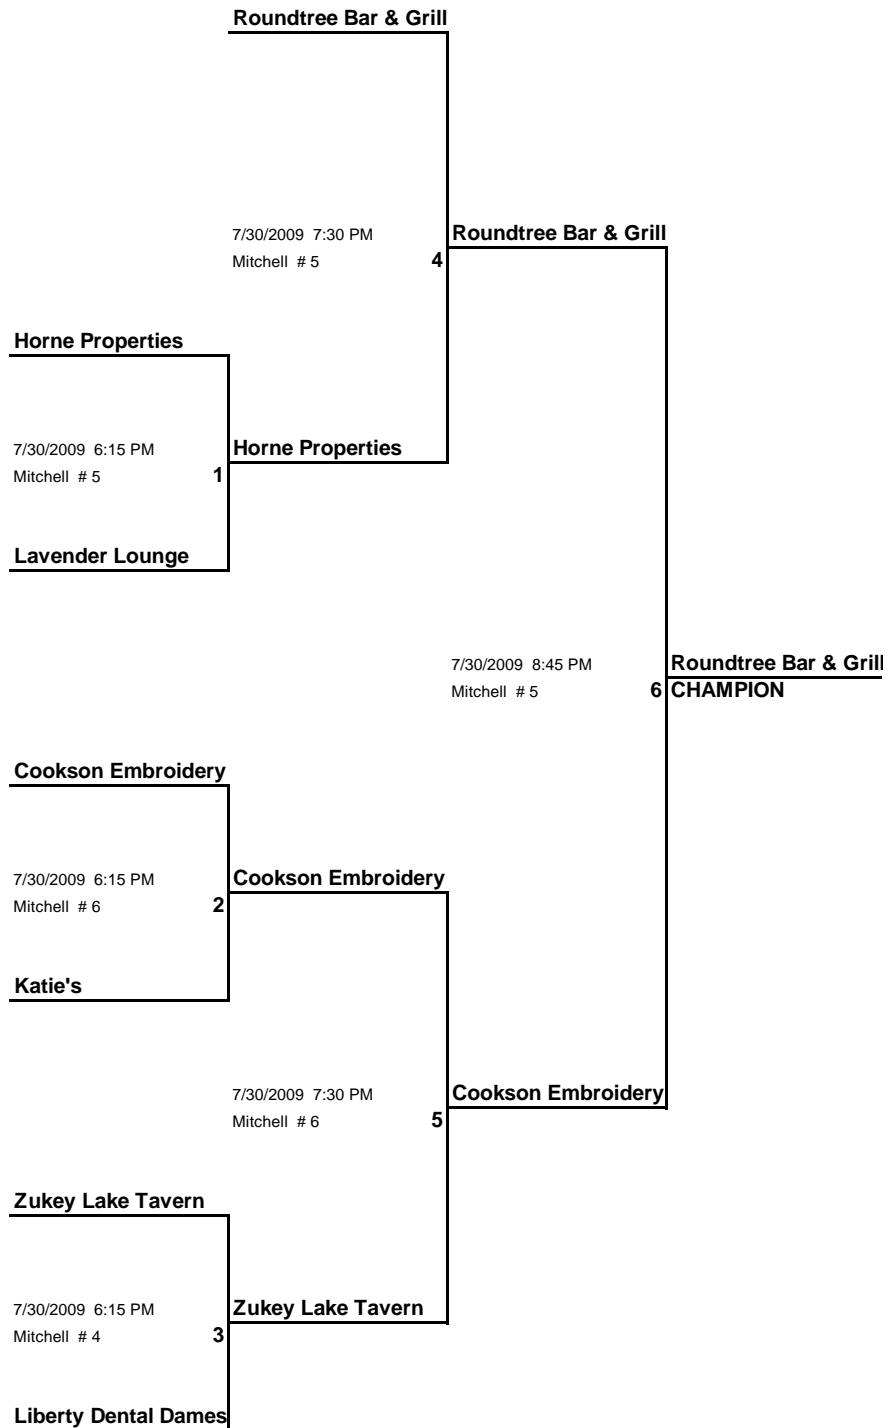 Roundtree Bar & Grill
7/30/2009 7:30 PM
Roundtree Bar & Grill
Mitchell # 5
4
Horne Properties
7/30/2009 6:15 PM
Horne Properties
Mitchell # 5
1
Lavender Lounge
7/30/2009 8:45 PM
Roundtree Bar & Grill
Mitchell # 5
6
CHAMPION
Cookson Embroidery
7/30/2009 6:15 PM
Cookson Embroidery
Mitchell # 6
2
Katie's
7/30/2009 7:30 PM
Cookson Embroidery
Mitchell # 6
5
Zukey Lake Tavern
7/30/2009 6:15 PM
Zukey Lake Tavern
Mitchell # 4
3
Liberty Dental Dames